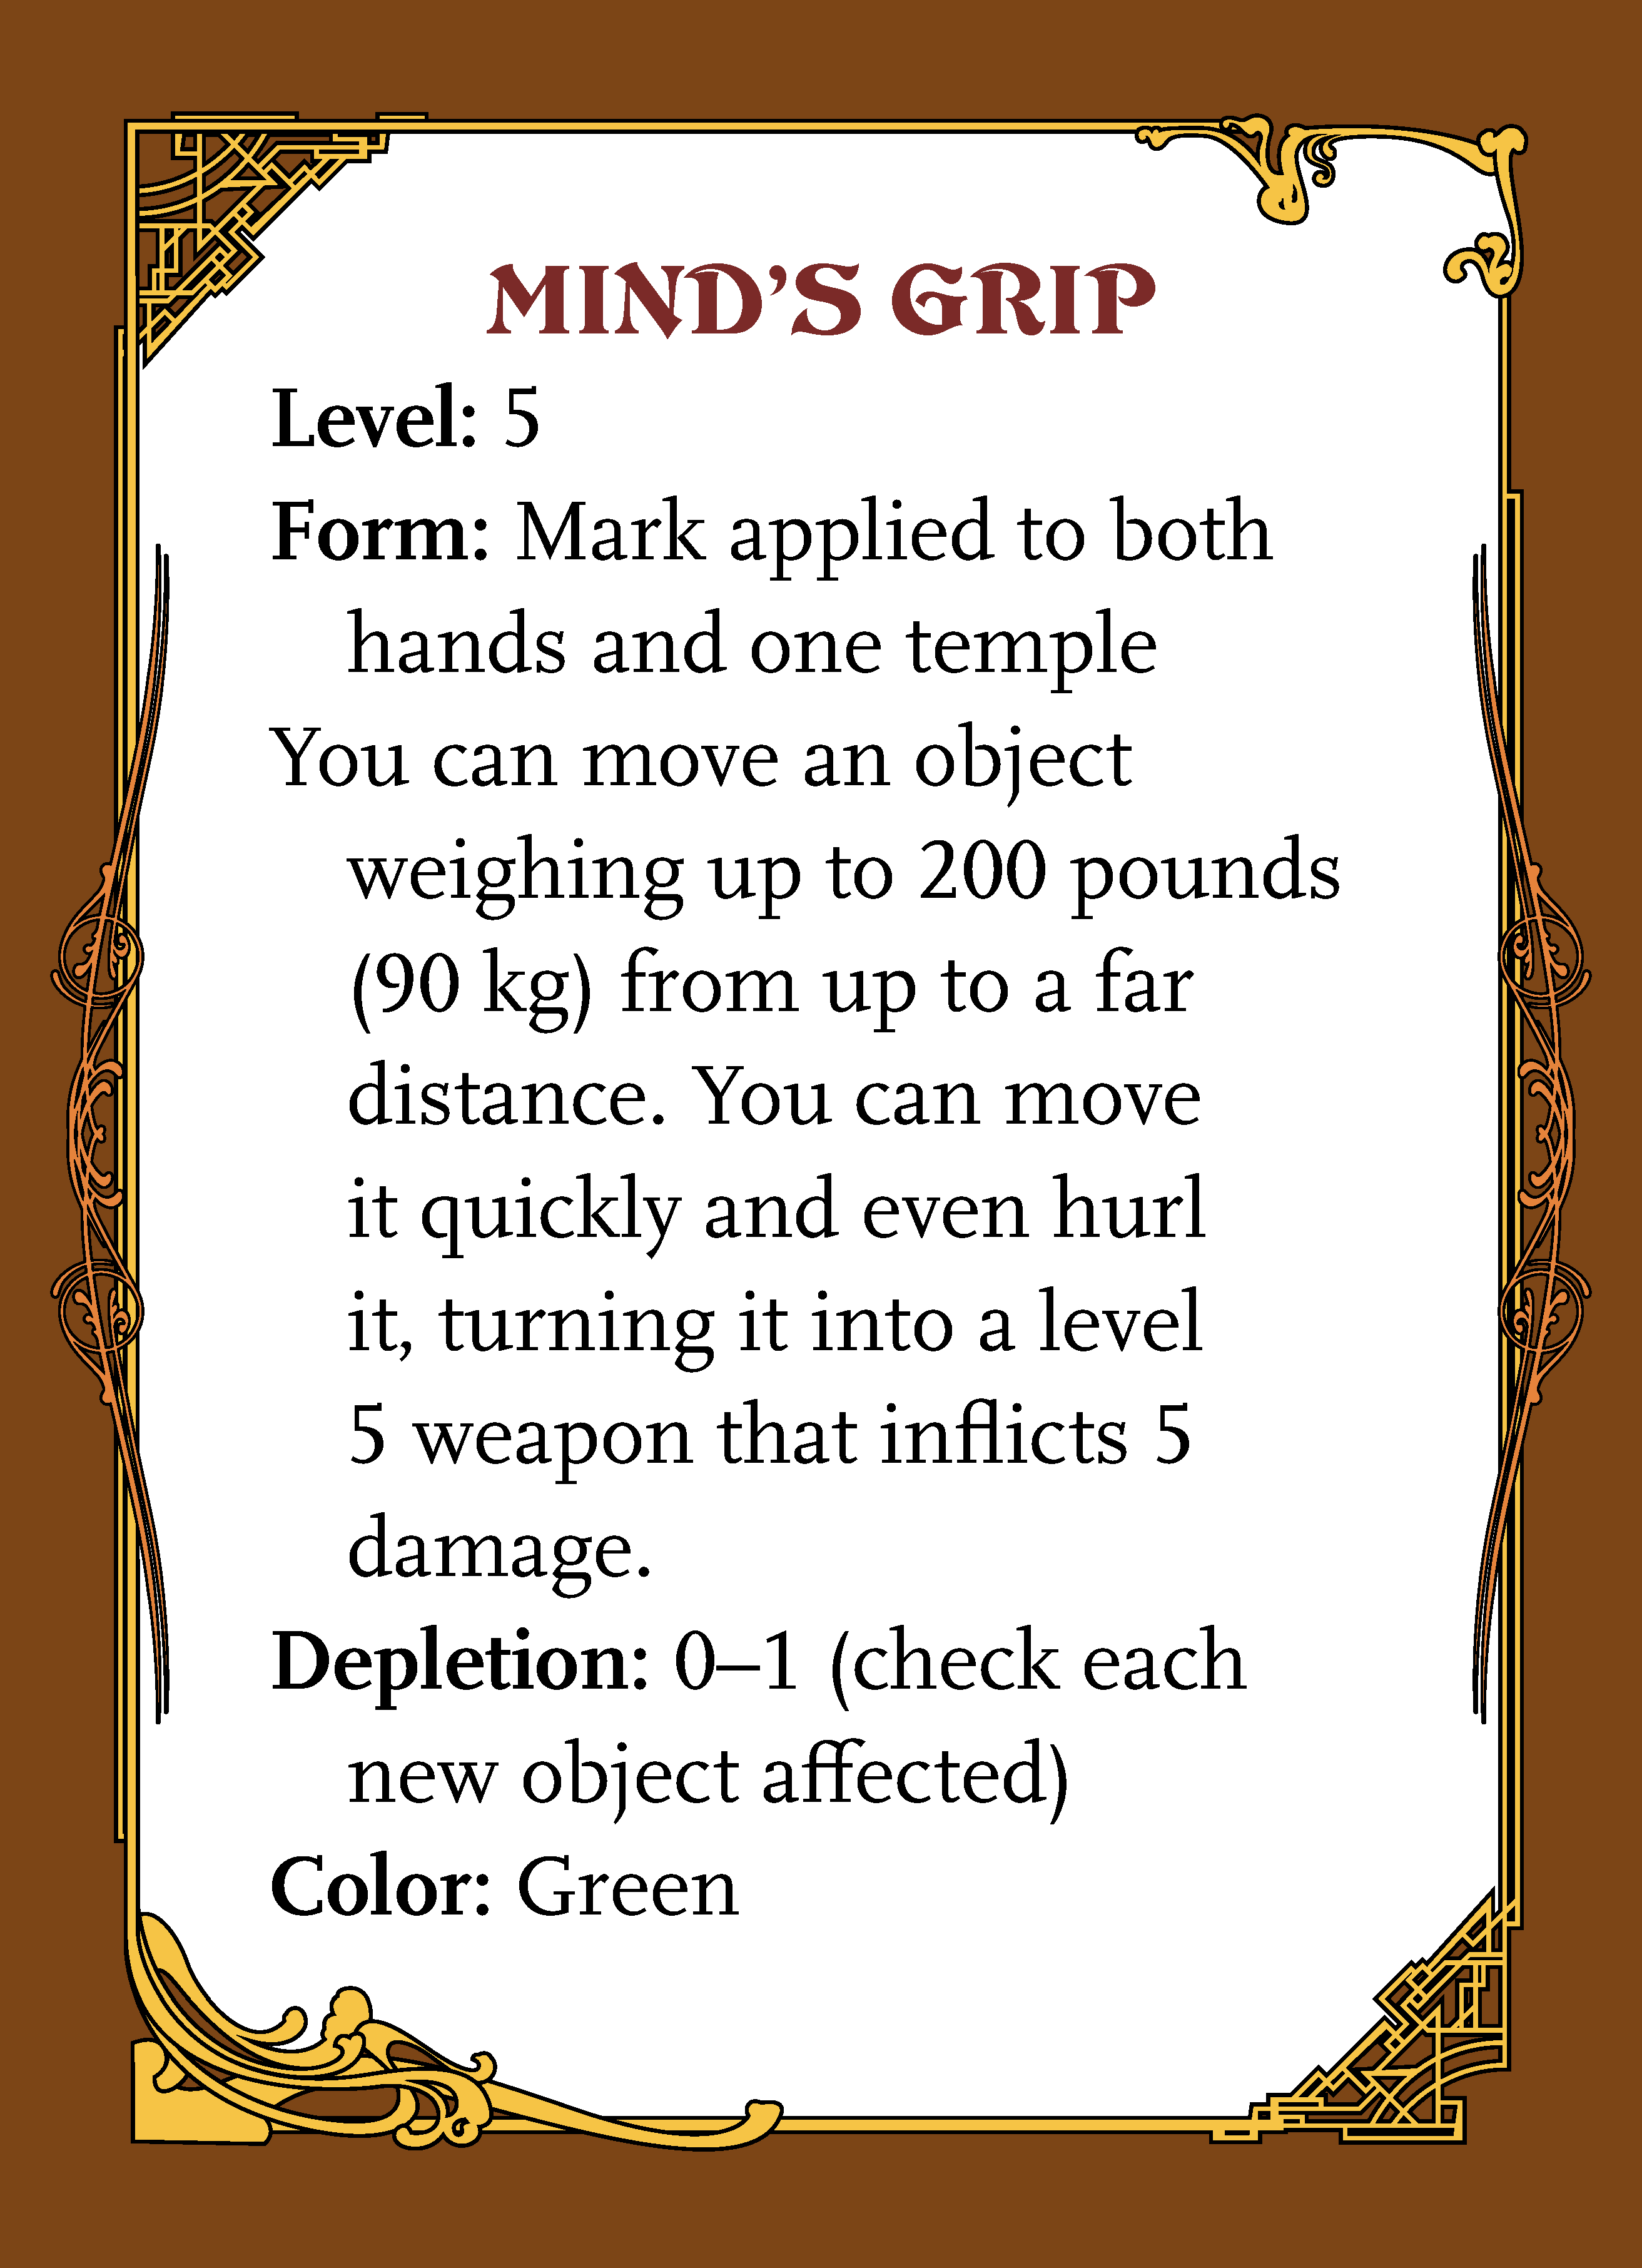 MIND’S GRIP
Level: 5
Form: Mark applied to both
hands and one temple
You can move an object
weighing up to 200 pounds
(90 kg) from up to a far
distance. You can move
it quickly and even hurl
it, turning it into a level
5 weapon that inflicts 5
damage.
Depletion: 0–1 (check each
new object affected)
Color: Green